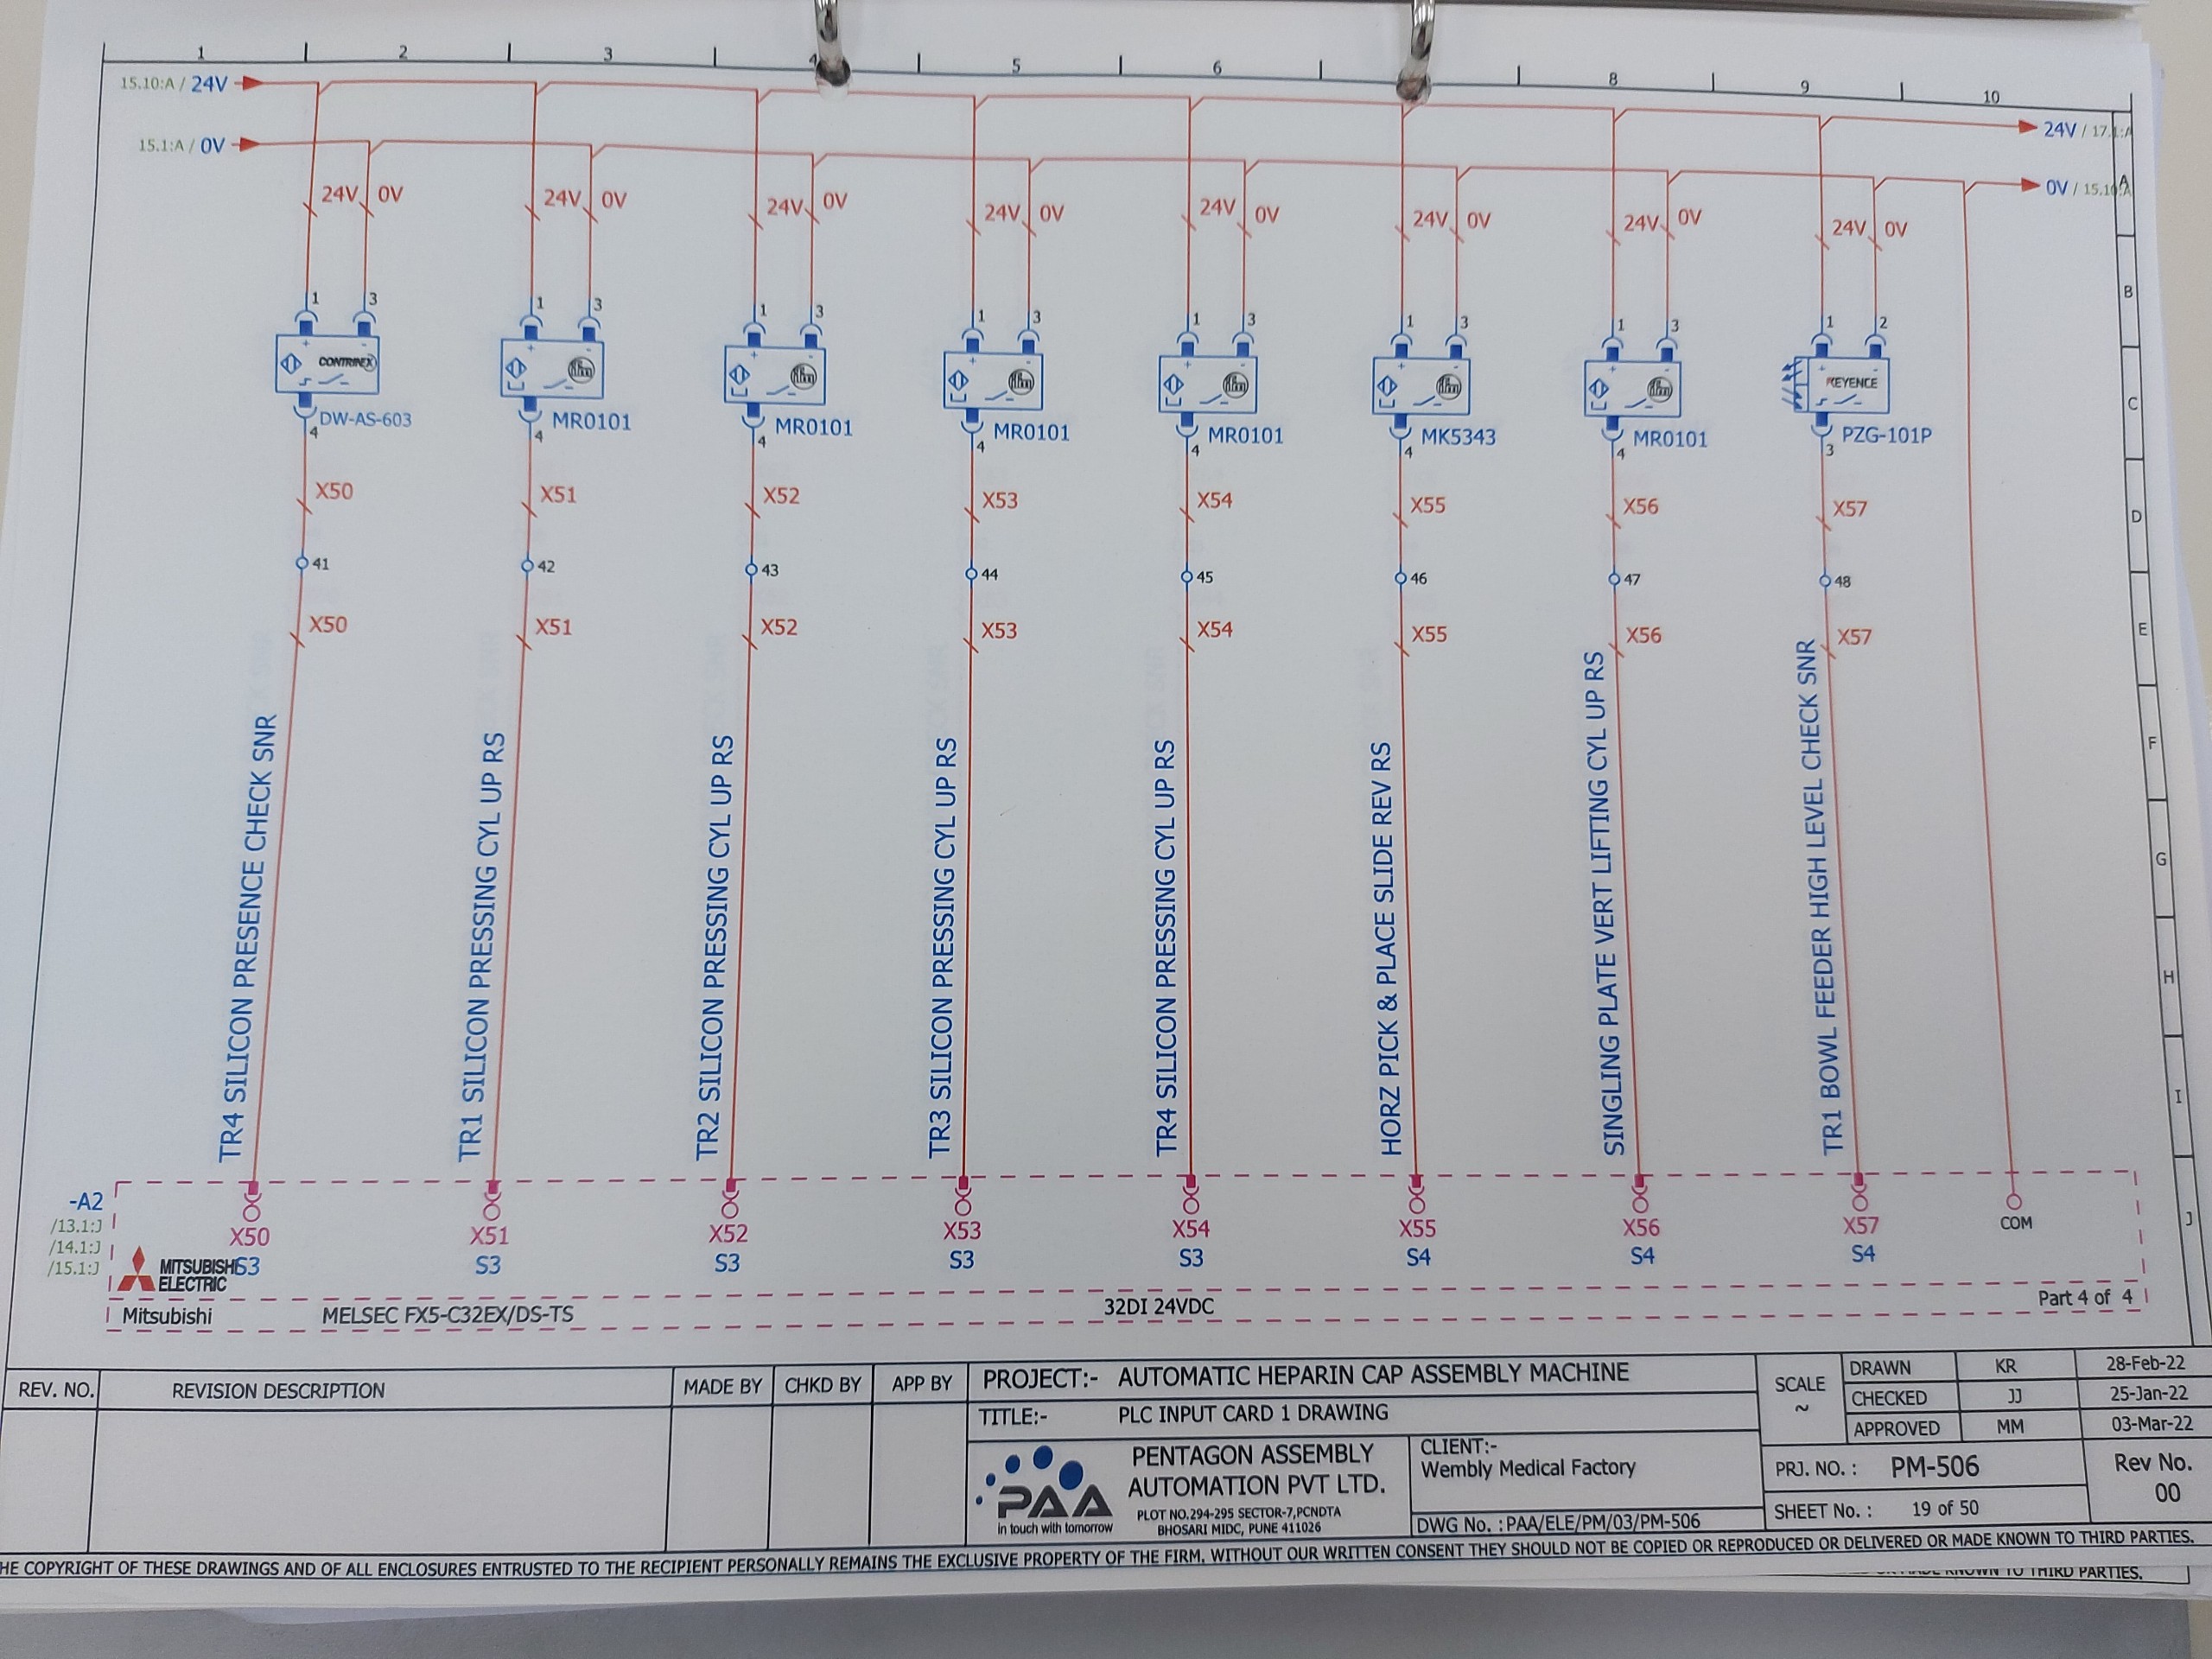 1 2 3 4 5 6 8 9 10
15.10:A / 24V
24V / 17.1:A
15.1:A / 0V
0V / 15.10:A
A
24V 0V 24V 0V 24V 0V 24V 0V 24V 0V 24V 0V 24V 0V 24V 0V
B
1 3 1 3 1 3 1 3 1 3 1 3 1 3 1 2
CONTRINEX ifm ifm ifm ifm ifm ifm KEYENCE
C
DW-AS-603 MR0101 MR0101 MR0101 MR0101 MK5343 MR0101 PZG-101P
4 4 4 4 4 4 4 3
X50 X51 X52 X53 X54 X55 X56 X57
D
41 42 43 44 45 46 47 48
X50 X51 X52 X53 X54 X55 X56 X57
E
TR4 SILICON PRESENCE CHECK SNR
TR1 SILICON PRESSING CYL UP RS
TR2 SILICON PRESSING CYL UP RS
TR3 SILICON PRESSING CYL UP RS
TR4 SILICON PRESSING CYL UP RS
HORZ PICK & PLACE SLIDE REV RS
SINGLING PLATE VERT LIFTING CYL UP RS
TR1 BOWL FEEDER HIGH LEVEL CHECK SNR
F
G
H
I
J
-A2
/13.1:J
/14.1:J
/15.1:J
X50 X51 X52 X53 X54 X55 X56 X57 COM
S3 S3 S3 S3 S3 S4 S4 S4
MITSUBISHI
ELECTRIC
Mitsubishi MELSEC FX5-C32EX/DS-TS 32DI 24VDC Part 4 of 4
REV. NO. REVISION DESCRIPTION MADE BY CHKD BY APP BY
PROJECT:- AUTOMATIC HEPARIN CAP ASSEMBLY MACHINE
TITLE:- PLC INPUT CARD 1 DRAWING
PAA
in touch with tomorrow
PENTAGON ASSEMBLY
AUTOMATION PVT LTD.
PLOT NO.294-295 SECTOR-7,PCNDTA
BHOSARI MIDC, PUNE 411026
CLIENT:-
Wembly Medical Factory
DWG No. :PAA/ELE/PM/03/PM-506
SCALE
~
DRAWN KR 28-Feb-22
CHECKED JJ 25-Jan-22
APPROVED MM 03-Mar-22
PRJ. NO. : PM-506
SHEET No. : 19 of 50
Rev No.
00
HE COPYRIGHT OF THESE DRAWINGS AND OF ALL ENCLOSURES ENTRUSTED TO THE RECIPIENT PERSONALLY REMAINS THE EXCLUSIVE PROPERTY OF THE FIRM. WITHOUT OUR WRITTEN CONSENT THEY SHOULD NOT BE COPIED OR REPRODUCED OR DELIVERED OR MADE KNOWN TO THIRD PARTIES.
KNOWN TO THIRD PARTIES.